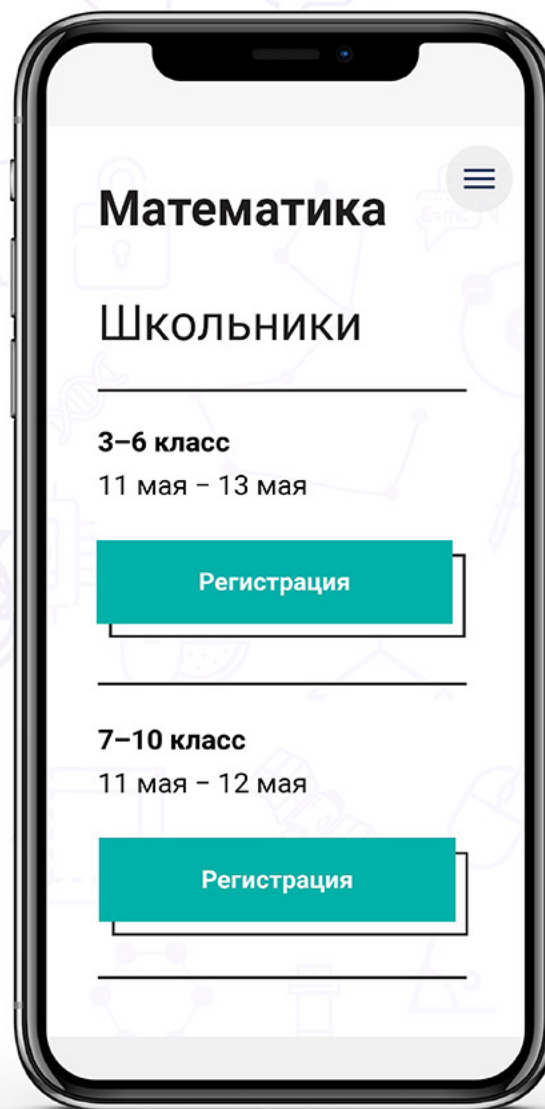 Математика
Школьники
3–6 класс
11 мая – 13 мая
Регистрация
7–10 класс
11 мая – 12 мая
Регистрация